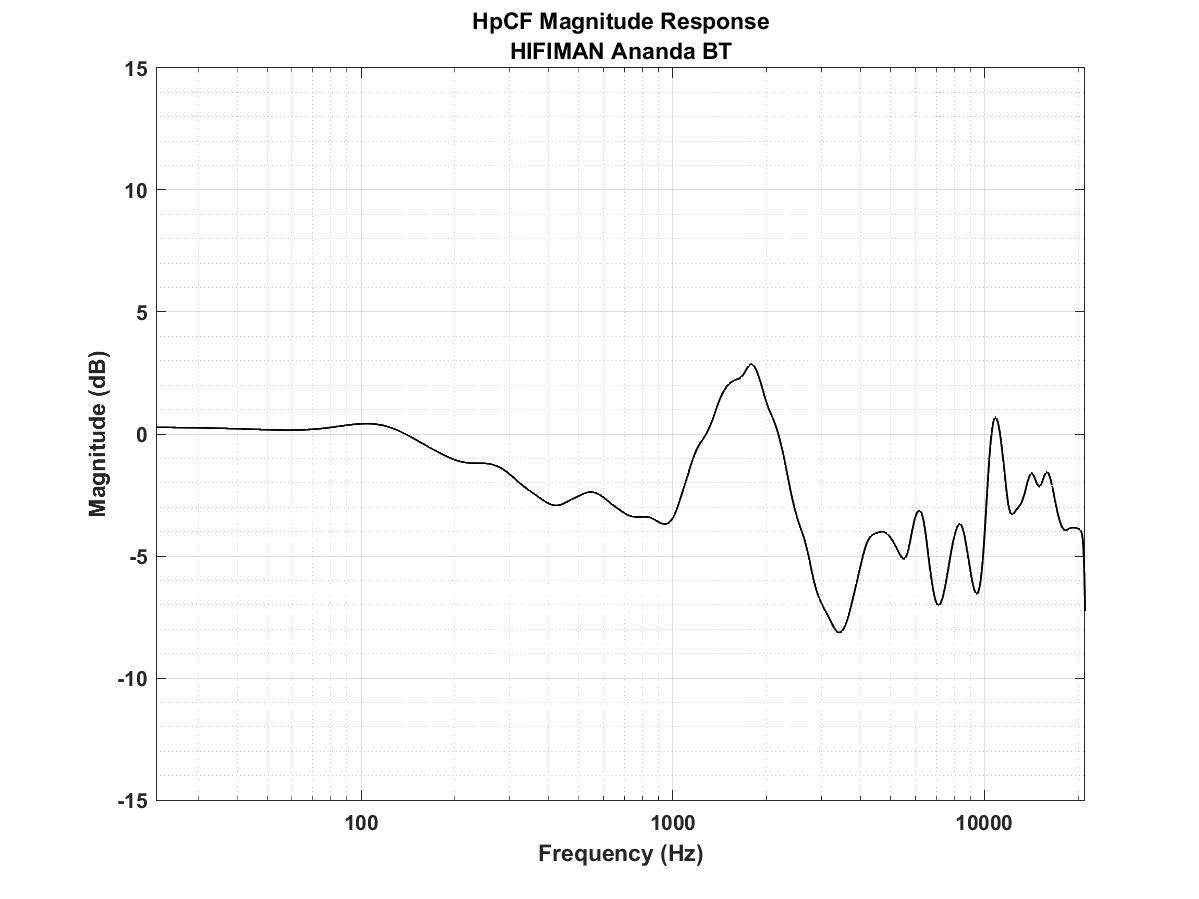 HpCF Magnitude Response
HIFIMAN Ananda BT
15
10
5
0
-5
-10
-15
Magnitude (dB)
100
1000
10000
Frequency (Hz)